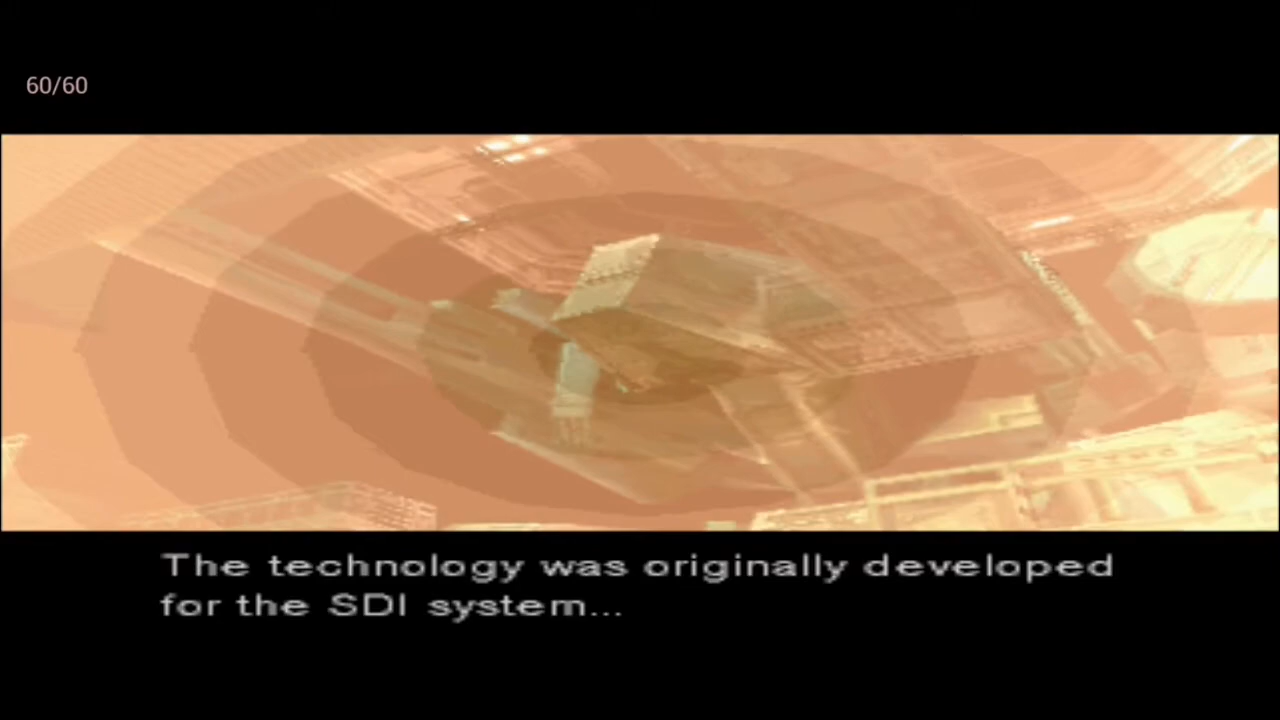 60/60
The technology was originally developed
for the SDI system...